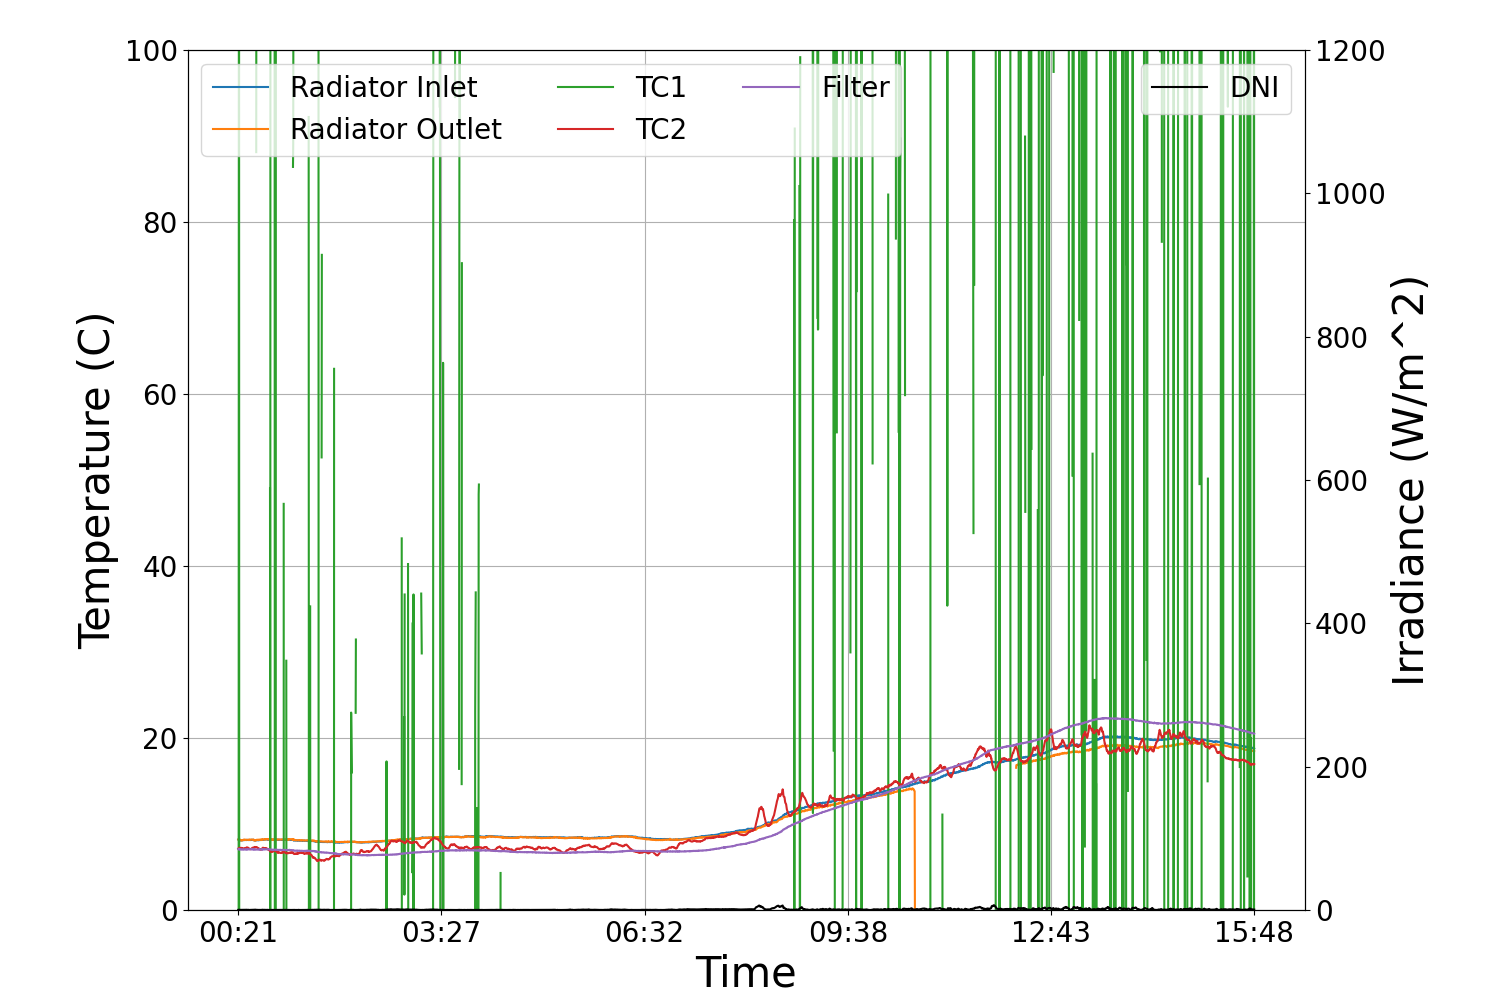 100
80
60
40
20
0
Temperature (C)
Radiator Inlet
Radiator Outlet
TC1
TC2
Filter
DNI
1200
1000
800
600
400
200
0
Irradiance (W/m^2)
00:21
03:27
06:32
09:38
12:43
15:48
Time